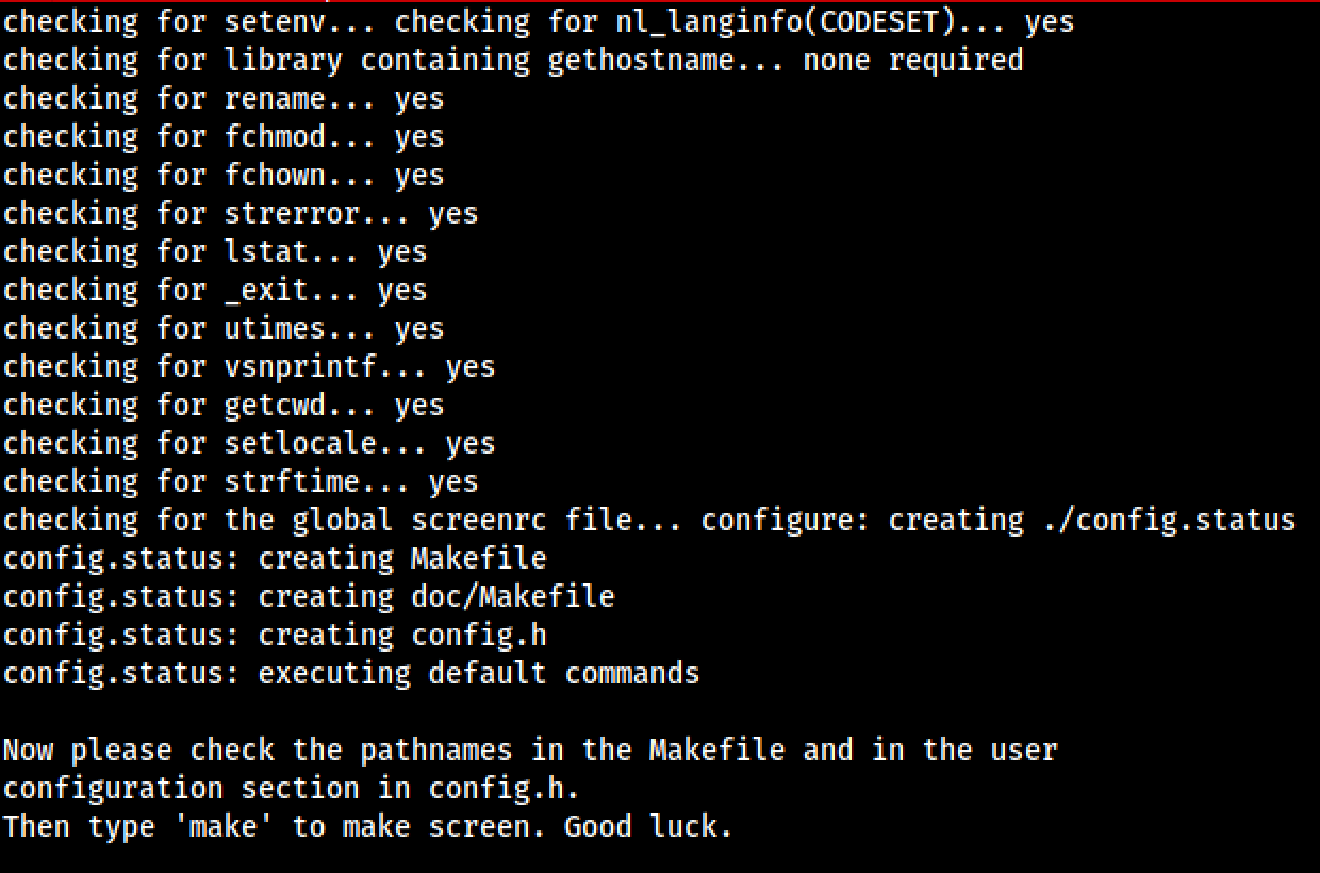 checking for setenv... checking for nl_langinfo(CODESET)... yes
checking for library containing gethostname... none required
checking for rename... yes
checking for fchmod... yes
checking for fchown... yes
checking for strerror... yes
checking for lstat... yes
checking for _exit... yes
checking for utimes... yes
checking for vsnprintf... yes
checking for getcwd... yes
checking for setlocale... yes
checking for strftime... yes
checking for the global screenrc file... configure: creating ./config.status
config.status: creating Makefile
config.status: creating doc/Makefile
config.status: creating config.h
config.status: executing default commands
Now please check the pathnames in the Makefile and in the user
configuration section in config.h.
Then type 'make' to make screen. Good luck.